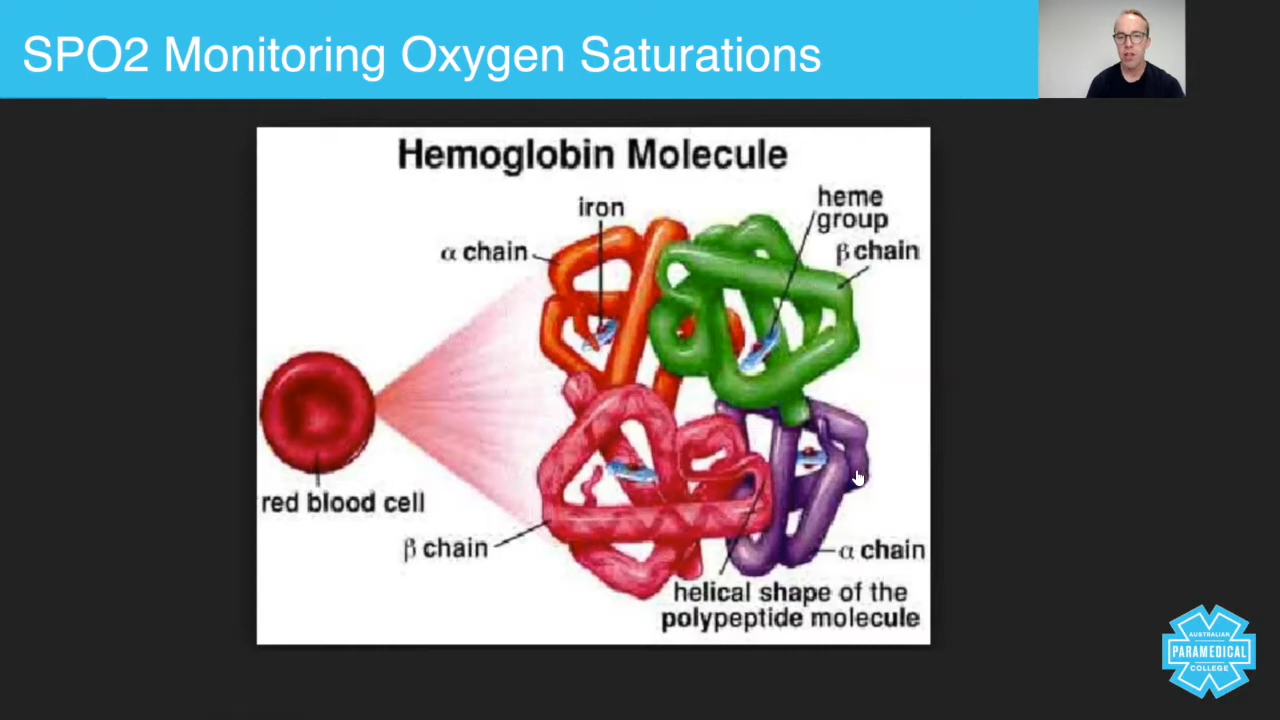 SPO2 Monitoring Oxygen Saturations
Hemoglobin Molecule
iron
heme
group
α chain
β chain
red blood cell
β chain
α chain
helical shape of the
polypeptide molecule
AUSTRALIAN
PARAMEDICAL
COLLEGE